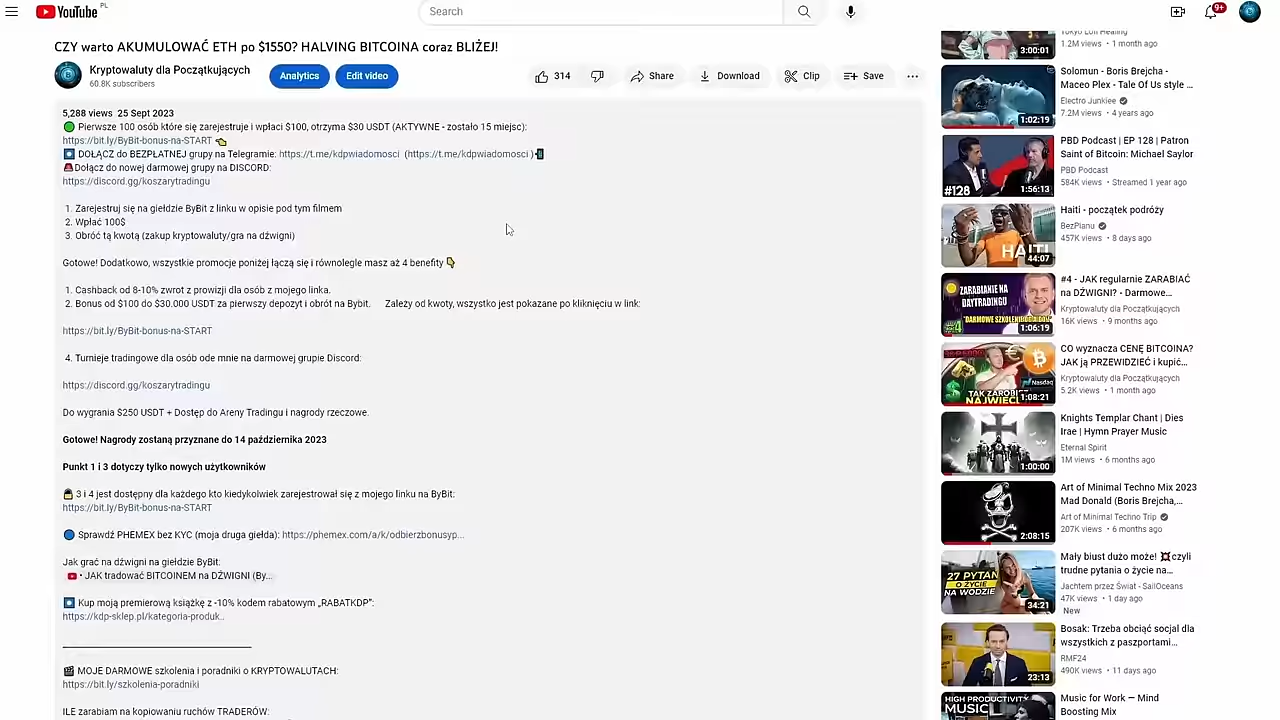 YouTube PL
Search
9+
CZY warto AKUMULOWAĆ ETH po $1550? HALVING BITCOINA coraz BLIŻEJ!
Kryptowaluty dla Początkujących
60.8K subscribers
Analytics
Edit video
314
Share
Download
Clip
Save
5,288 views 25 Sept 2023
Pierwsze 100 osób które się zarejestruje i wpłaci $100, otrzyma $30 USDT (AKTYWNE - zostało 15 miejsc):
https://bit.ly/ByBit-bonus-na-START
DOŁĄCZ do BEZPŁATNEJ grupy na Telegramie: https://t.me/kdpwiadomosci (https://t.me/kdpwiadomosci )
Dołącz do nowej darmowej grupy na DISCORD:
https://discord.gg/koszarytradingu
1. Zarejestruj się na giełdzie ByBit z linku w opisie pod tym filmem
2. Wpłać 100$
3. Obróć tą kwotą (zakup kryptowaluty/gra na dźwigni)
Gotowe! Dodatkowo, wszystkie promocje poniżej łączą się i równolegle masz aż 4 benefity
1. Cashback od 8-10% zwrot z prowizji dla osób z mojego linka.
2. Bonus od $100 do $30.000 USDT za pierwszy depozyt i obrót na Bybit. Zależy od kwoty, wszystko jest pokazane po kliknięciu w link:
https://bit.ly/ByBit-bonus-na-START
4. Turnieje tradingowe dla osób ode mnie na darmowej grupie Discord:
https://discord.gg/koszarytradingu
Do wygrania $250 USDT + Dostęp do Areny Tradingu i nagrody rzeczowe.
Gotowe! Nagrody zostaną przyznane do 14 października 2023
Punkt 1 i 3 dotyczy tylko nowych użytkowników
3 i 4 jest dostępny dla każdego kto kiedykolwiek zarejestrował się z mojego linku na ByBit:
https://bit.ly/ByBit-bonus-na-START
Sprawdź PHEMEX bez KYC (moja druga giełda): https://phemex.com/a/k/odbierzbonusyp...
Jak grać na dźwigni na giełdzie ByBit:
• JAK tradować BITCOINEM na DŹWIGNI (By...
Kup moją premierową książkę z -10% kodem rabatowym „RABATKDP":
https://kdp-sklep.pl/kategoria-produk..
MOJE DARMOWE szkolenia i poradniki o KRYPTOWALUTACH:
https://bit.ly/szkolenia-poradniki
ILE zarabiam na kopiowaniu ruchów TRADERÓW:
Tokyo Lofi Healing
1.2M views • 1 month ago
3:00:01
Solomun - Boris Brejcha -
Maceo Plex - Tale Of Us style ...
Electro Junkiee
7.2M views • 4 years ago
1:02:19
PBD Podcast | EP 128 | Patron
Saint of Bitcoin: Michael Saylor
PBD Podcast
584K views • Streamed 1 year ago
#128
1:56:13
Haiti - początek podróży
BezPlanu
457K views • 8 days ago
HAITI
44:07
#4 - JAK regularnie ZARABIAĆ
na DŹWIGNI? - Darmowe...
Kryptowaluty dla Początkujących
16K views • 9 months ago
ZARABIANIE NA
DAYTRADINGU
1:06:19
CO wyznacza CENĘ BITCOINA?
JAK ją PRZEWIDZIEĆ i kupić...
Kryptowaluty dla Początkujących
5.2K views • 1 month ago
Nasdaq
TAK ZAROBISZ
NAJWIĘCEJ
1:08:21
Knights Templar Chant | Dies
Irae | Hymn Prayer Music
Eternal Spirit
1M views • 6 months ago
1:00:00
Art of Minimal Techno Mix 2023
Mad Donald (Boris Brejcha,...
Art of Minimal Techno Trip
207K views • 6 months ago
2:08:15
Mały biust dużo może! czyli
trudne pytania o życie na...
Jachtem przez Świat - SailOceans
47K views • 1 day ago
New
27 PYTAŃ
O ŻYCIE
NA WODZIE
34:21
Bosak: Trzeba obciąć socjal dla
wszystkich z paszportami...
RMF24
490K views • 11 days ago
23:13
Music for Work — Mind
Boosting Mix
HIGH PRODUCTIVITY
MUSIC